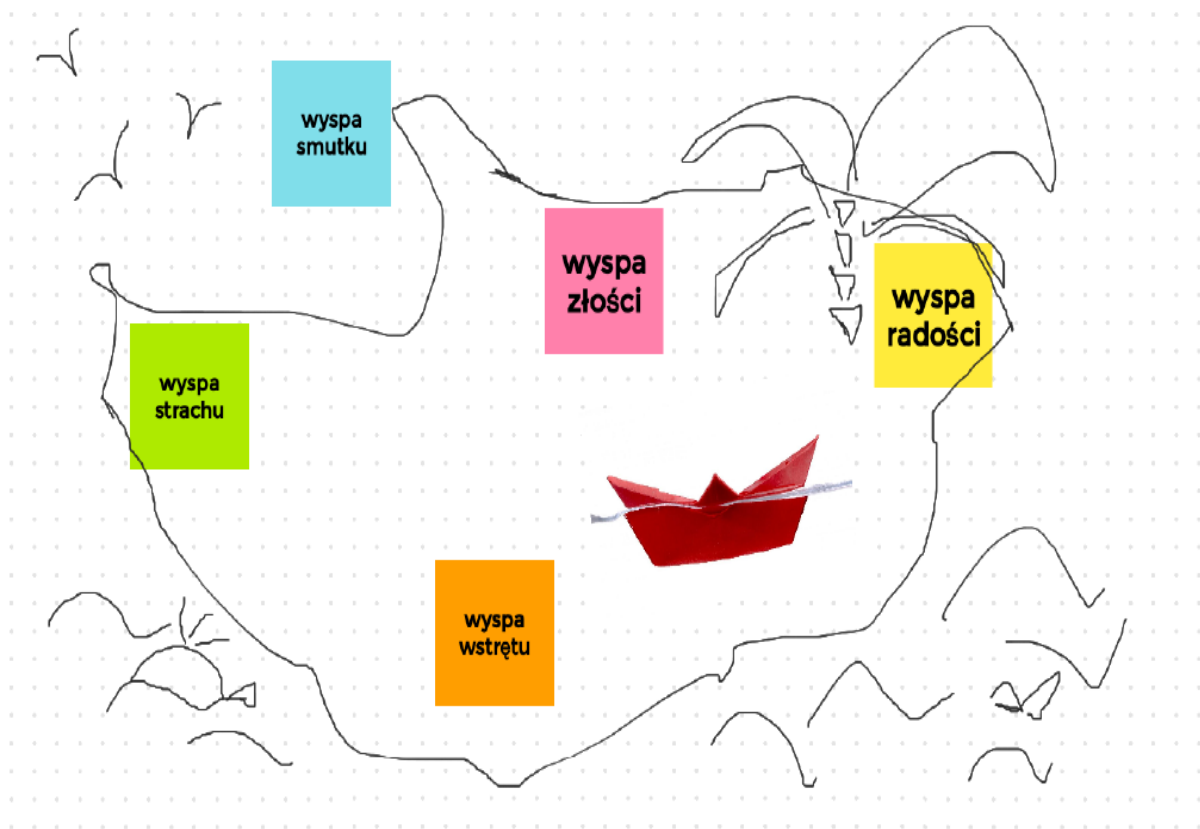 wyspa
smutku
wyspa
złości
wyspa
radości
wyspa
strachu
wyspa
wstrętu